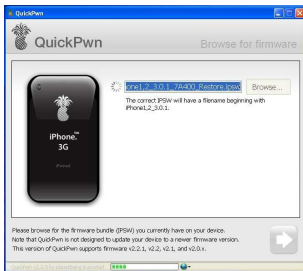 QuickPwn
QuickPwn
Browse for firmware
one1,2_3.0.1_7A400_Restore.ipsw
Browse...
The correct IPSW will have a filename beginning with
iPhone1,2_3.0.1.
iPhone™
3G
Please browse for the firmware bundle (IPSW) you currently have on your device.
Note that QuickPwn is not designed to update your device to a newer firmware version.
This version of QuickPwn supports firmware v2.2.1, v2.2, v2.1, and v2.0.x.